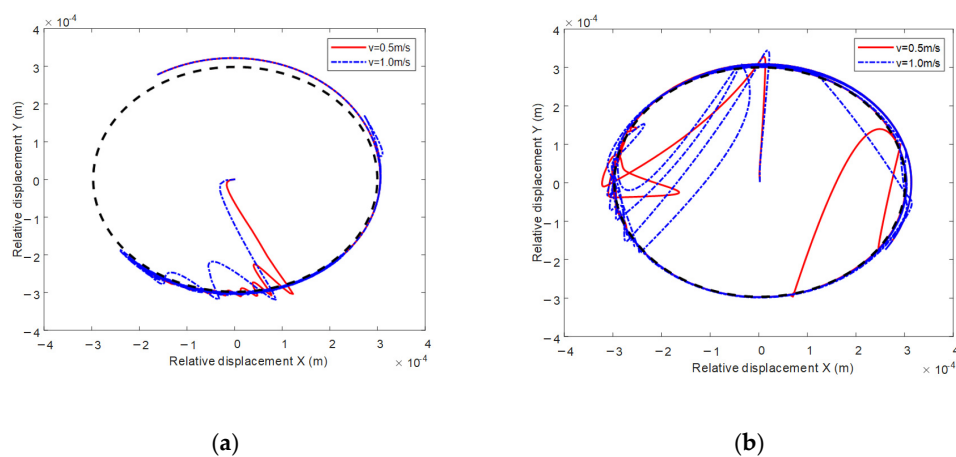 × 10⁻⁴
4
3
2
1
0
−1
−2
−3
−4
Relative displacement Y (m)
v=0.5m/s
v=1.0m/s
−4 −3 −2 −1 0 1 2 3 4
Relative displacement X (m)
× 10⁻⁴
(a)
× 10⁻⁴
4
3
2
1
0
−1
−2
−3
−4
Relative displacement Y (m)
v=0.5m/s
v=1.0m/s
−4 −3 −2 −1 0 1 2 3 4
Relative displacement X (m)
× 10⁻⁴
(b)